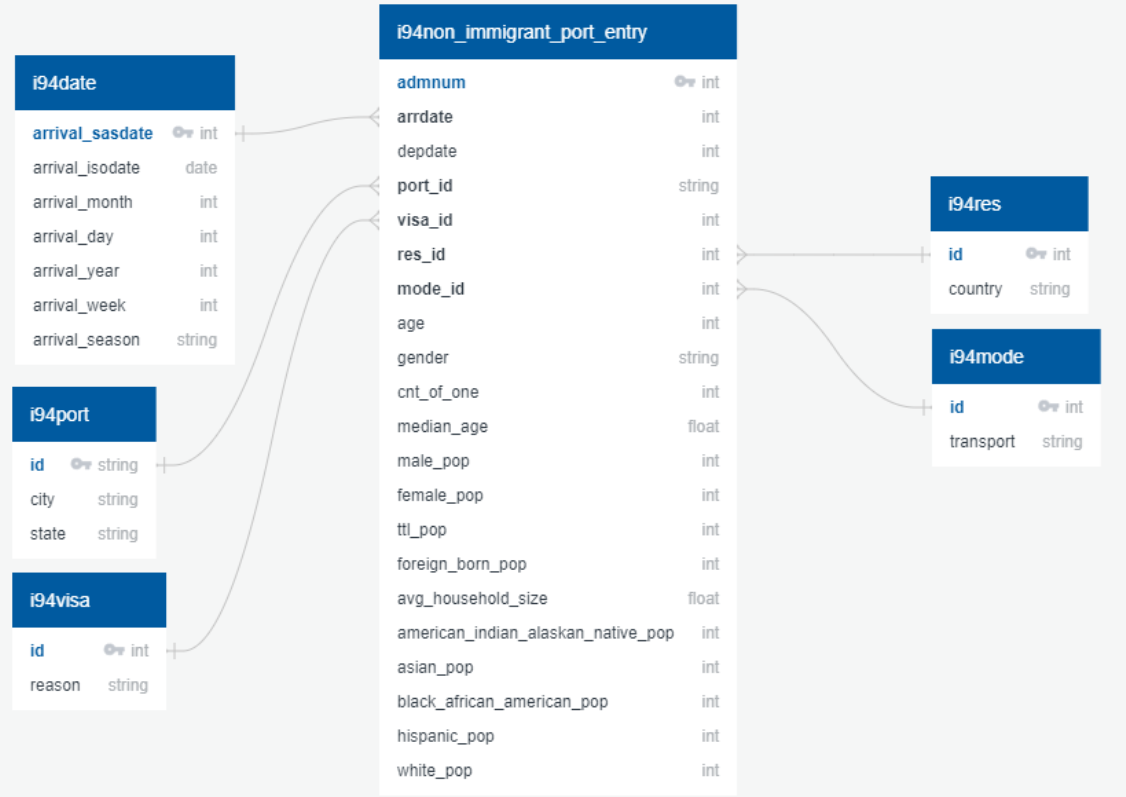 i94date
arrival_sasdate int
arrival_isodate date
arrival_month int
arrival_day int
arrival_year int
arrival_week int
arrival_season string
i94port
id string
city string
state string
i94visa
id int
reason string
i94non_immigrant_port_entry
admnum int
arrdate int
depdate int
port_id string
visa_id int
res_id int
mode_id int
age int
gender string
cnt_of_one int
median_age float
male_pop int
female_pop int
ttl_pop int
foreign_born_pop int
avg_household_size float
american_indian_alaskan_native_pop int
asian_pop int
black_african_american_pop int
hispanic_pop int
white_pop int
i94res
id int
country string
i94mode
id int
transport string